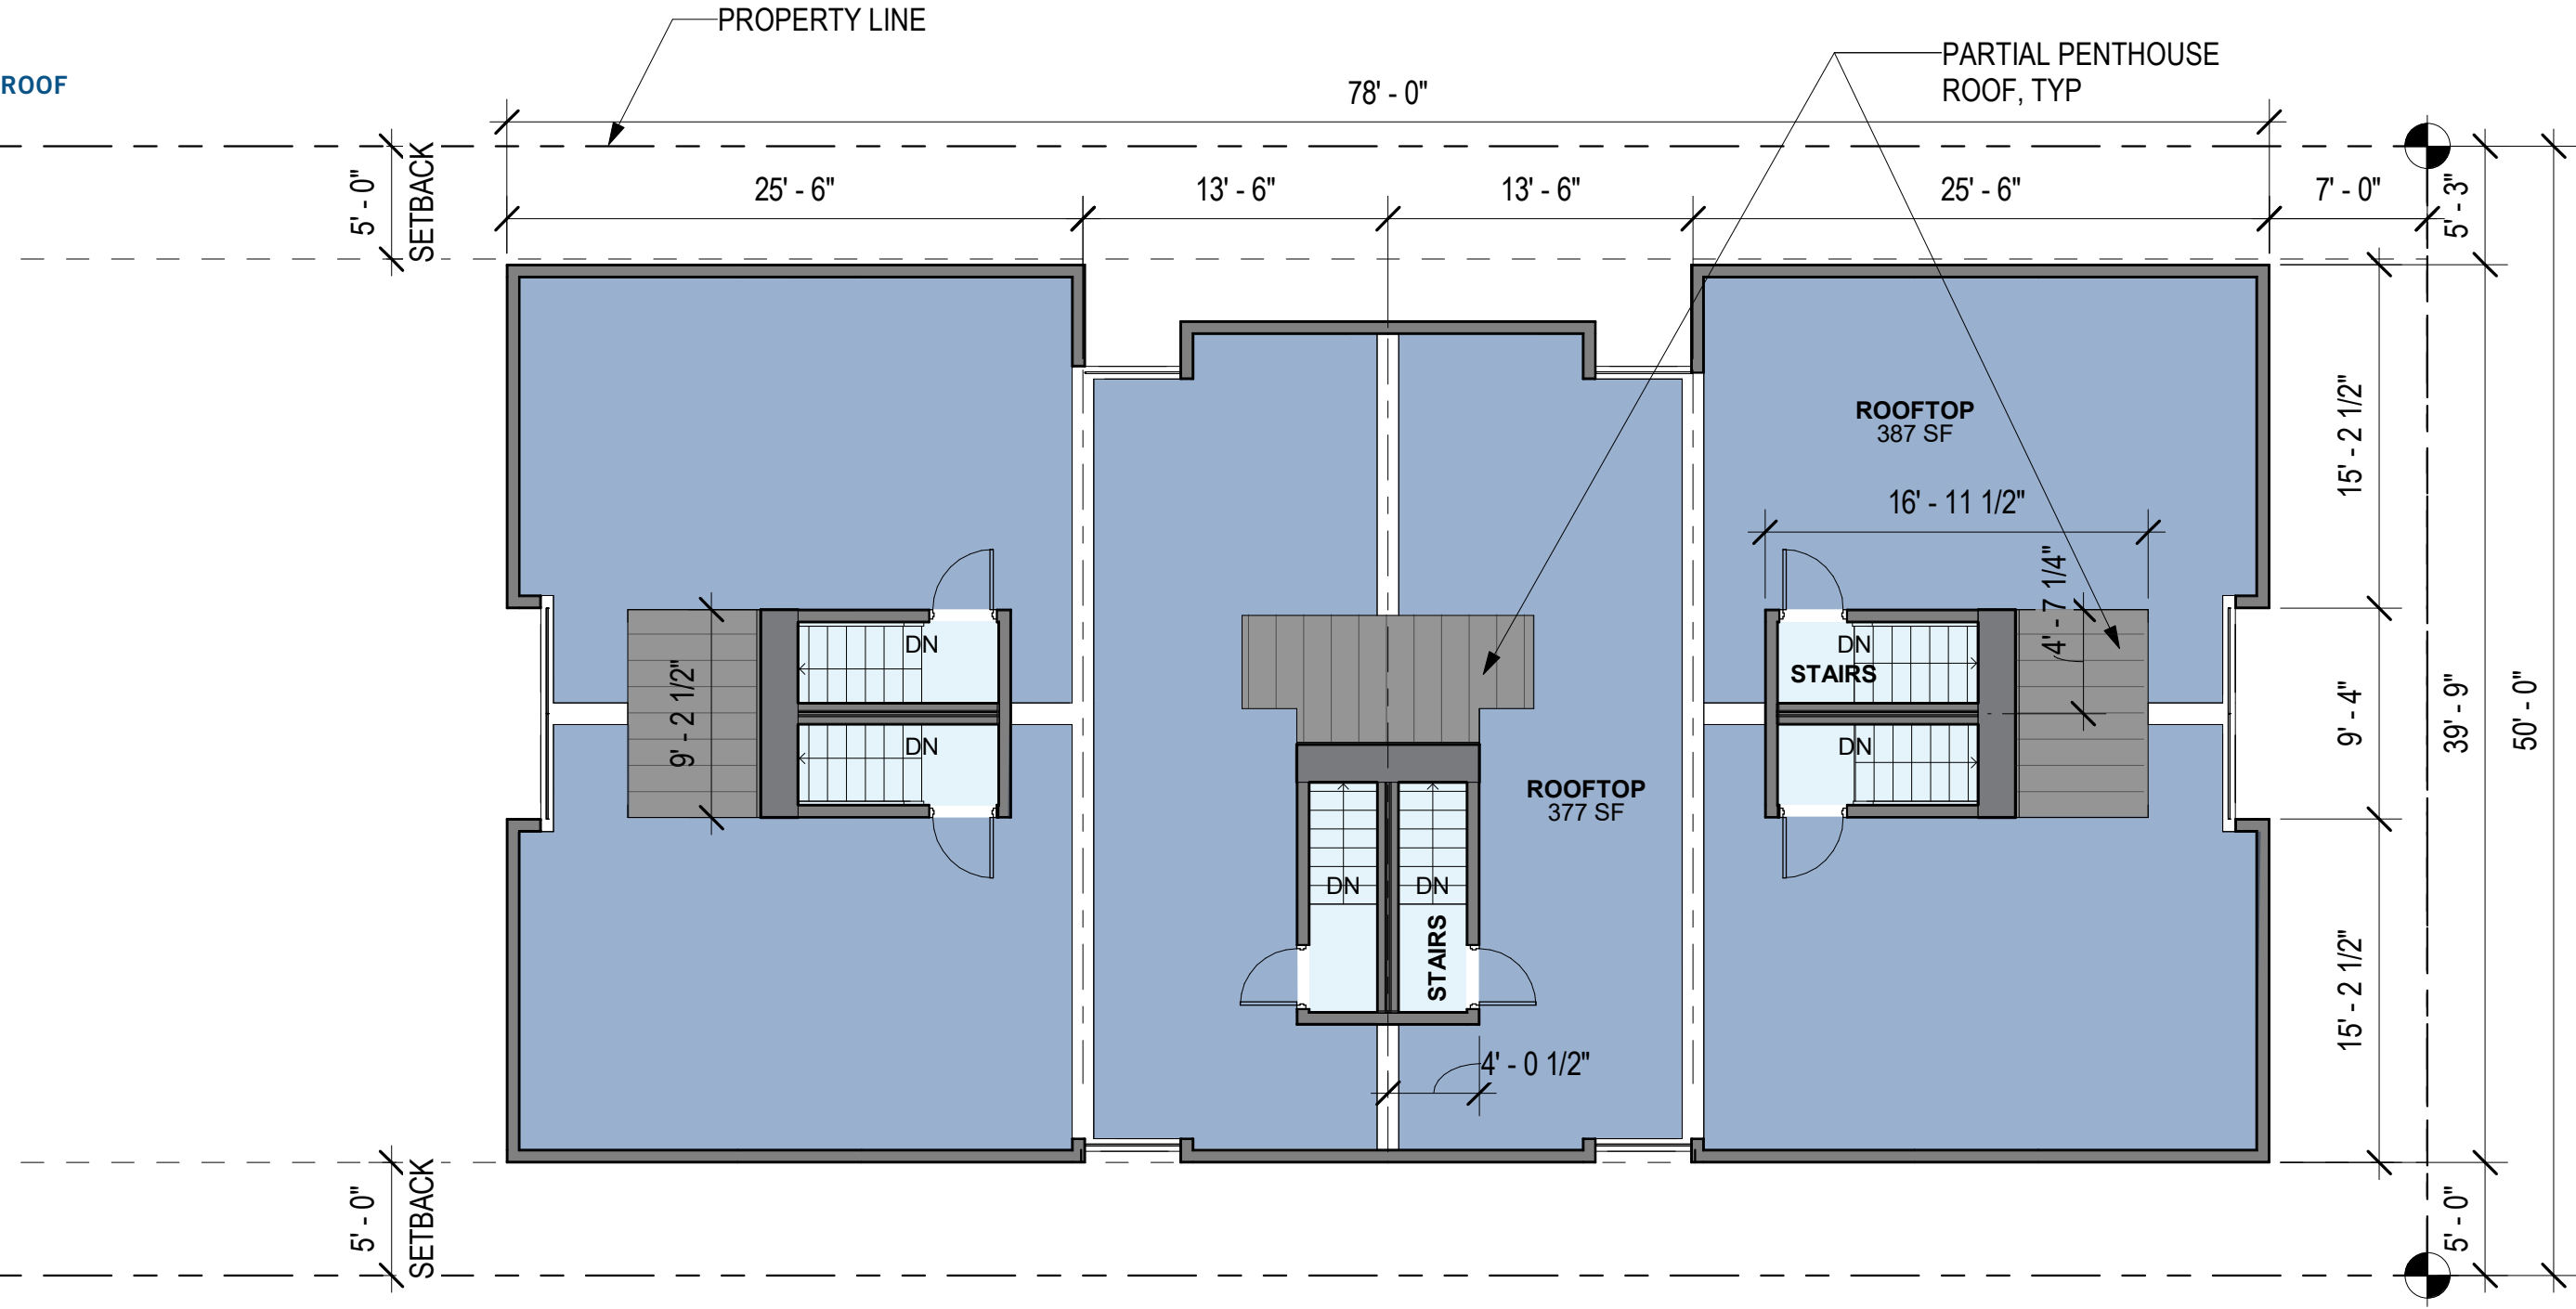 PROPERTY LINE
PARTIAL PENTHOUSE
ROOF, TYP
ROOF
78' - 0"
5' - 0"
SETBACK
25' - 6"
13' - 6"
13' - 6"
25' - 6"
7' - 0"
5' - 3"
ROOFTOP
387 SF
15' - 2 1/2"
16' - 11 1/2"
4' - 7 1/4"
DN
DN
STAIRS
9' - 2 1/2"
9' - 4"
39' - 9"
50' - 0"
DN
DN
ROOFTOP
377 SF
DN
DN
STAIRS
15' - 2 1/2"
4' - 0 1/2"
5' - 0"
SETBACK
5' - 0"